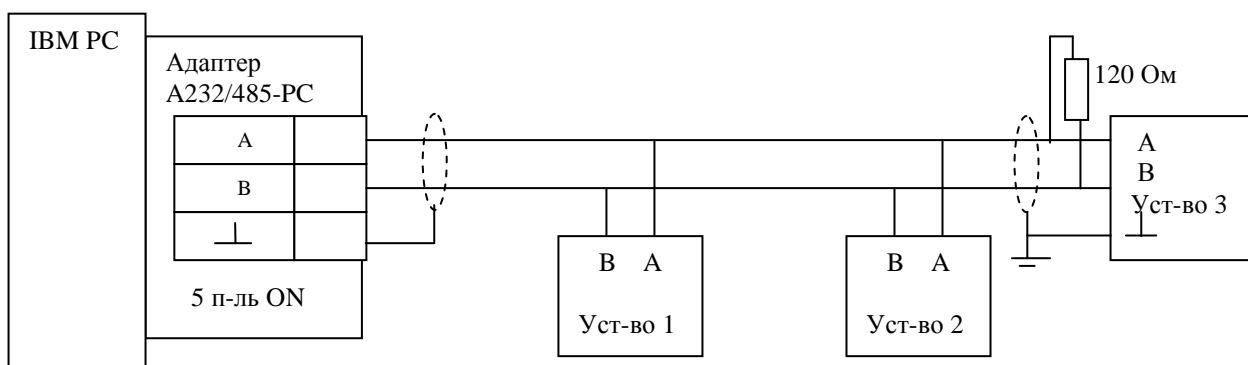 IBM PC
Адаптер
А232/485-РС
А
В
5 п-ль ON
В А
Уст-во 1
В А
Уст-во 2
120 Ом
А
В
Уст-во 3